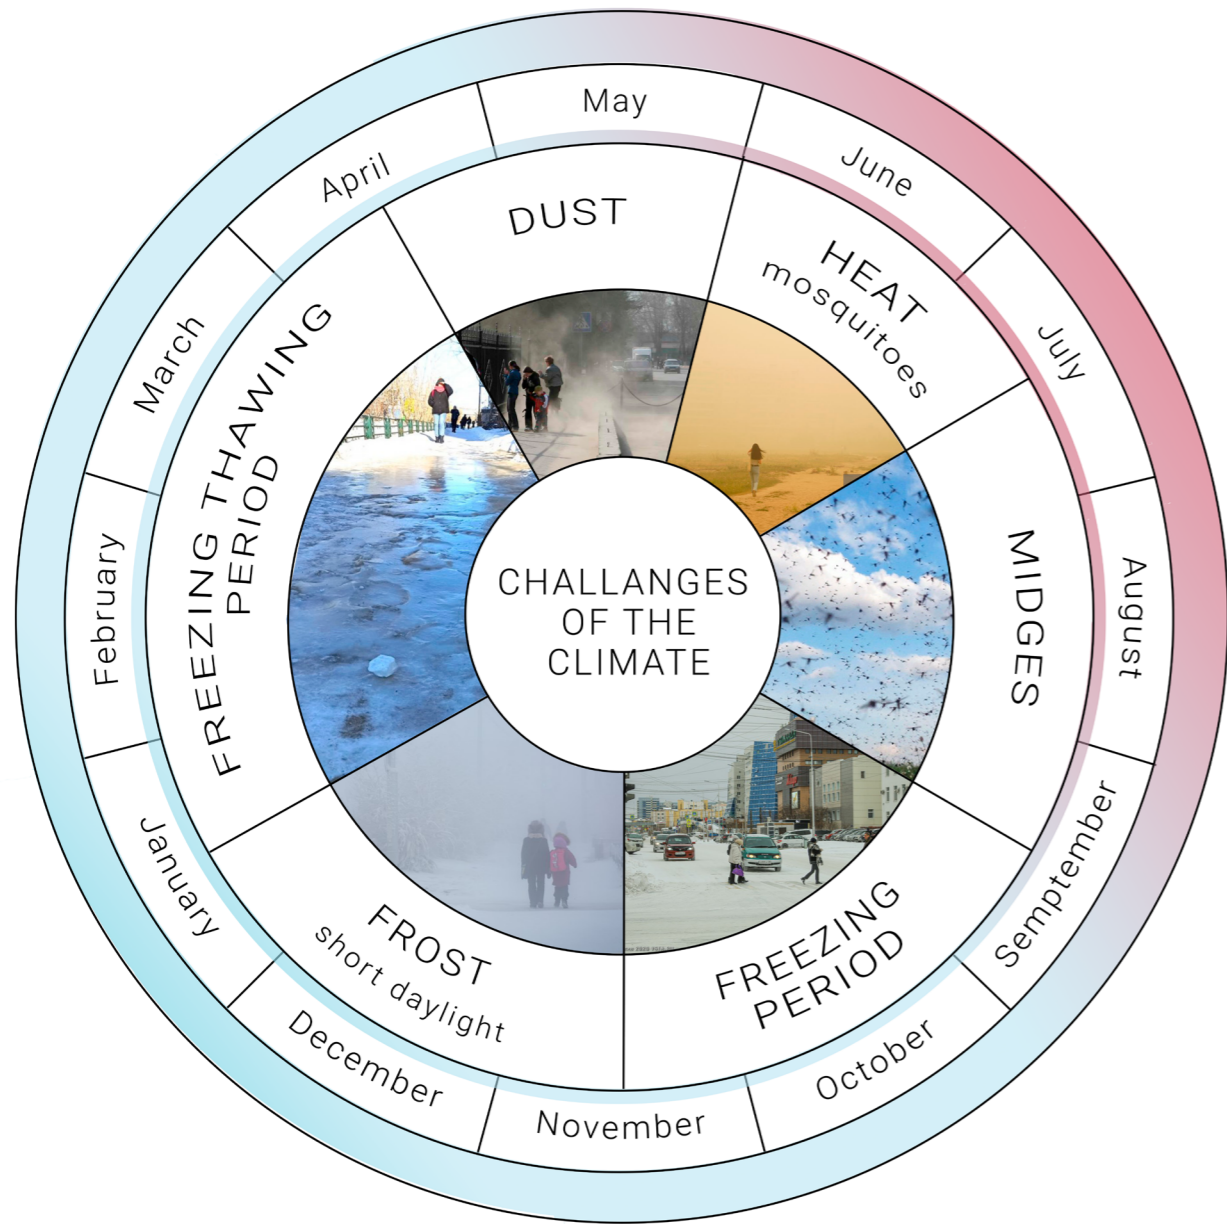 CHALLANGES
OF THE
CLIMATE
May
June
July
August
Semptember
October
November
December
January
February
March
April
DUST
HEAT
mosquitoes
MIDGES
FREEZING
PERIOD
FROST
short daylight
FREEZING THAWING
PERIOD